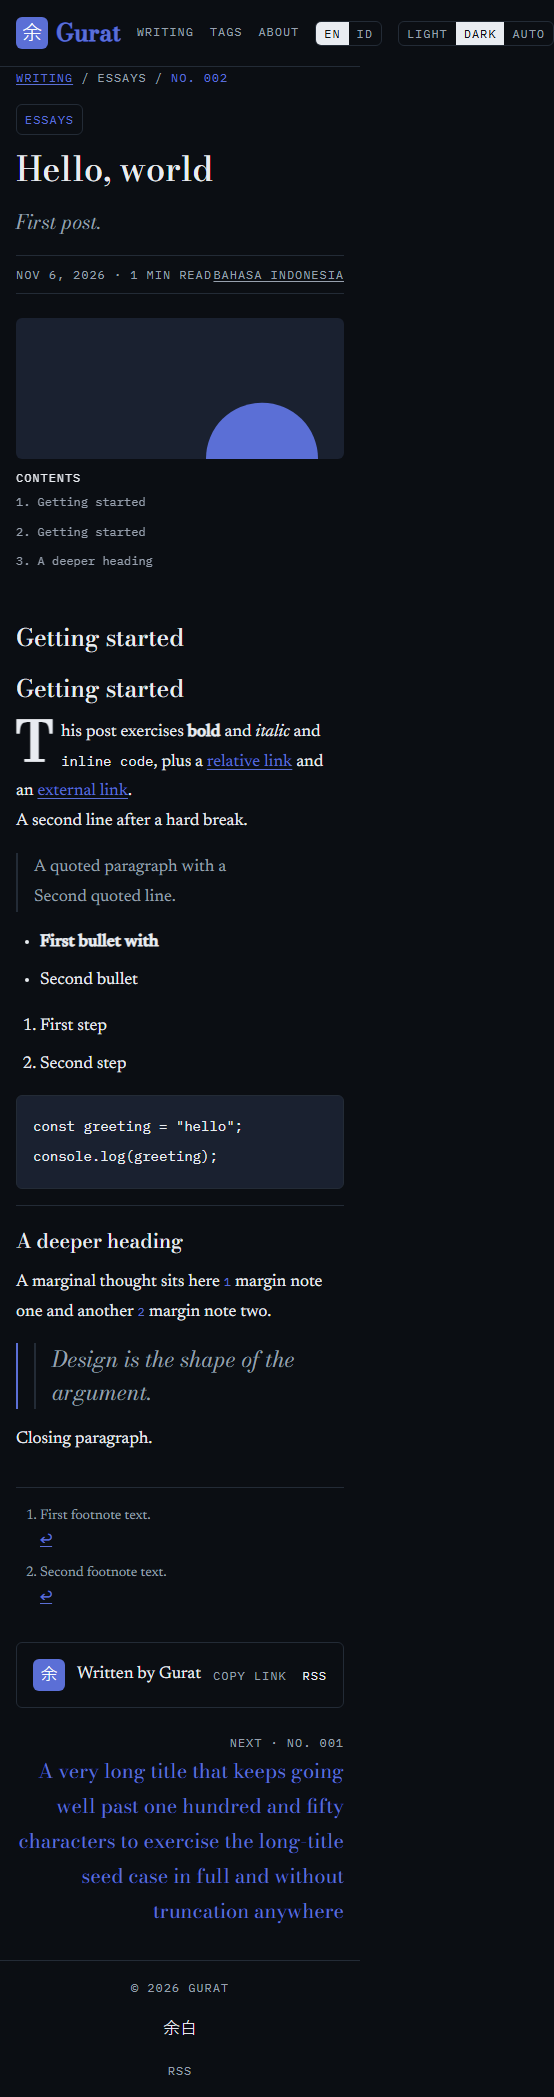 余 Gurat WRITING TAGS ABOUT EN ID LIGHT DARK AUTO
WRITING / ESSAYS / NO. 002
ESSAYS
Hello, world
First post.
NOV 6, 2026 · 1 MIN READ BAHASA INDONESIA
CONTENTS
1. Getting started
2. Getting started
3. A deeper heading
Getting started
Getting started
This post exercises bold and italic and
inline code, plus a relative link and
an external link.
A second line after a hard break.
A quoted paragraph with a
Second quoted line.
• First bullet with
• Second bullet
1. First step
2. Second step
const greeting = "hello";
console.log(greeting);
A deeper heading
A marginal thought sits here 1 margin note
one and another 2 margin note two.
Design is the shape of the
argument.
Closing paragraph.
1. First footnote text.
↩
2. Second footnote text.
↩
余 Written by Gurat COPY LINK RSS
NEXT · NO. 001
A very long title that keeps going
well past one hundred and fifty
characters to exercise the long-title
seed case in full and without
truncation anywhere
© 2026 GURAT
余白
RSS